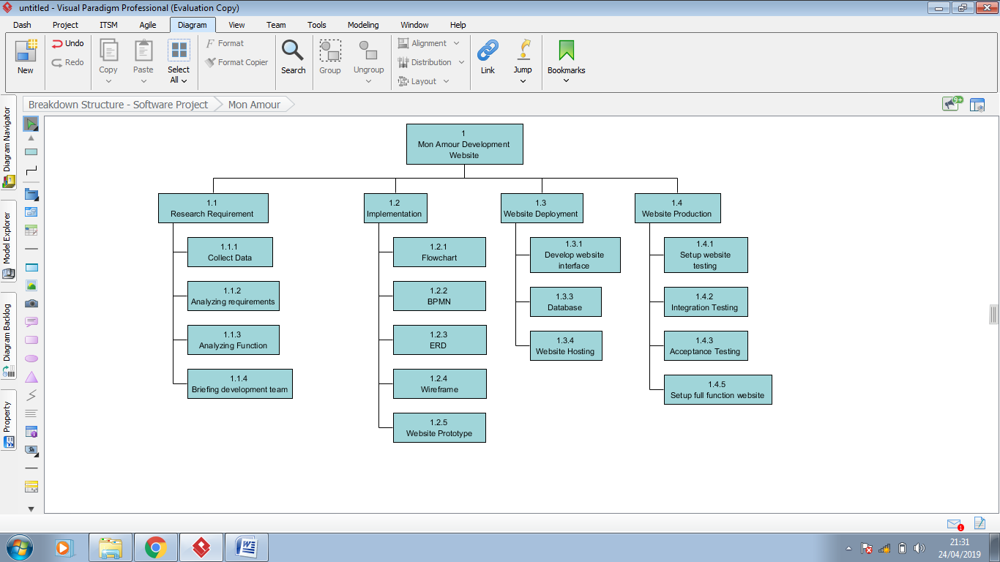 untitled - Visual Paradigm Professional (Evaluation Copy)
Dash Project ITSM Agile Diagram View Team Tools Modeling Window Help
New
Undo
Redo
Copy
Paste
Select
All
Format
Format Copier
Search
Group
Ungroup
Alignment
Distribution
Layout
Link
Jump
Bookmarks
Breakdown Structure - Software Project
Mon Amour
9+
Diagram Navigator
Model Explorer
Diagram Backlog
Property
1
Mon Amour Development
Website
1.1
Research Requirement
1.1.1
Collect Data
1.1.2
Analyzing requirements
1.1.3
Analyzing Function
1.1.4
Briefing development team
1.2
Implementation
1.2.1
Flowchart
1.2.2
BPMN
1.2.3
ERD
1.2.4
Wireframe
1.2.5
Website Prototype
1.3
Website Deployment
1.3.1
Develop website
interface
1.3.3
Database
1.3.4
Website Hosting
1.4
Website Production
1.4.1
Setup website
testing
1.4.2
Integration Testing
1.4.3
Acceptance Testing
1.4.5
Setup full function website
1
W
21:31
24/04/2019